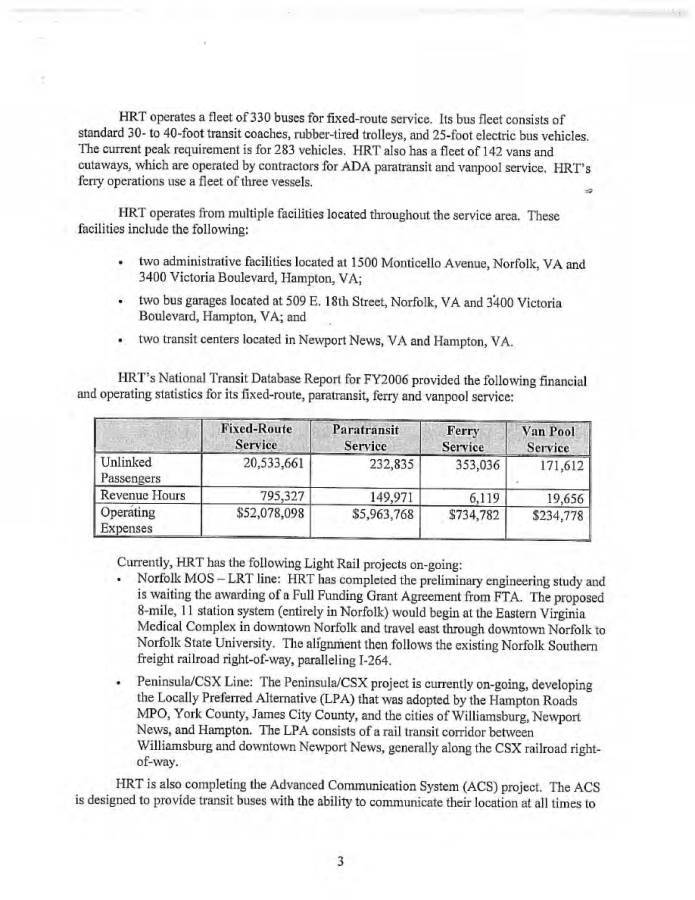 HRT operates a fleet of 330 buses for fixed-route service. Its bus fleet consists of
standard 30- to 40-foot transit coaches, rubber-tired trolleys, and 25-foot electric bus vehicles.
The current peak requirement is for 283 vehicles. HRT also has a fleet of 142 vans and
cutaways, which are operated by contractors for ADA paratransit and vanpool service. HRT's
ferry operations use a fleet of three vessels.
HRT operates from multiple facilities located throughout the service area. These
facilities include the following:
• two administrative facilities located at 1500 Monticello Avenue, Norfolk, VA and
3400 Victoria Boulevard, Hampton, VA;
• two bus garages located at 509 E. 18th Street, Norfolk, VA and 3400 Victoria
Boulevard, Hampton, VA; and
• two transit centers located in Newport News, VA and Hampton, VA.
HRT's National Transit Database Report for FY2006 provided the following financial
and operating statistics for its fixed-route, paratransit, ferry and vanpool service:
Fixed-Route Paratransit Ferry Van Pool
Service Service Service Service
Unlinked 20,533,661 232,835 353,036 171,612
Passengers
Revenue Hours 795,327 149,971 6,119 19,656
Operating $52,078,098 $5,963,768 $734,782 $234,778
Expenses
Currently, HRT has the following Light Rail projects on-going:
• Norfolk MOS – LRT line: HRT has completed the preliminary engineering study and
is waiting the awarding of a Full Funding Grant Agreement from FTA. The proposed
8-mile, 11 station system (entirely in Norfolk) would begin at the Eastern Virginia
Medical Complex in downtown Norfolk and travel east through downtown Norfolk to
Norfolk State University. The alignment then follows the existing Norfolk Southern
freight railroad right-of-way, paralleling I-264.
• Peninsula/CSX Line: The Peninsula/CSX project is currently on-going, developing
the Locally Preferred Alternative (LPA) that was adopted by the Hampton Roads
MPO, York County, James City County, and the cities of Williamsburg, Newport
News, and Hampton. The LPA consists of a rail transit corridor between
Williamsburg and downtown Newport News, generally along the CSX railroad right-
of-way.
HRT is also completing the Advanced Communication System (ACS) project. The ACS
is designed to provide transit buses with the ability to communicate their location at all times to
3